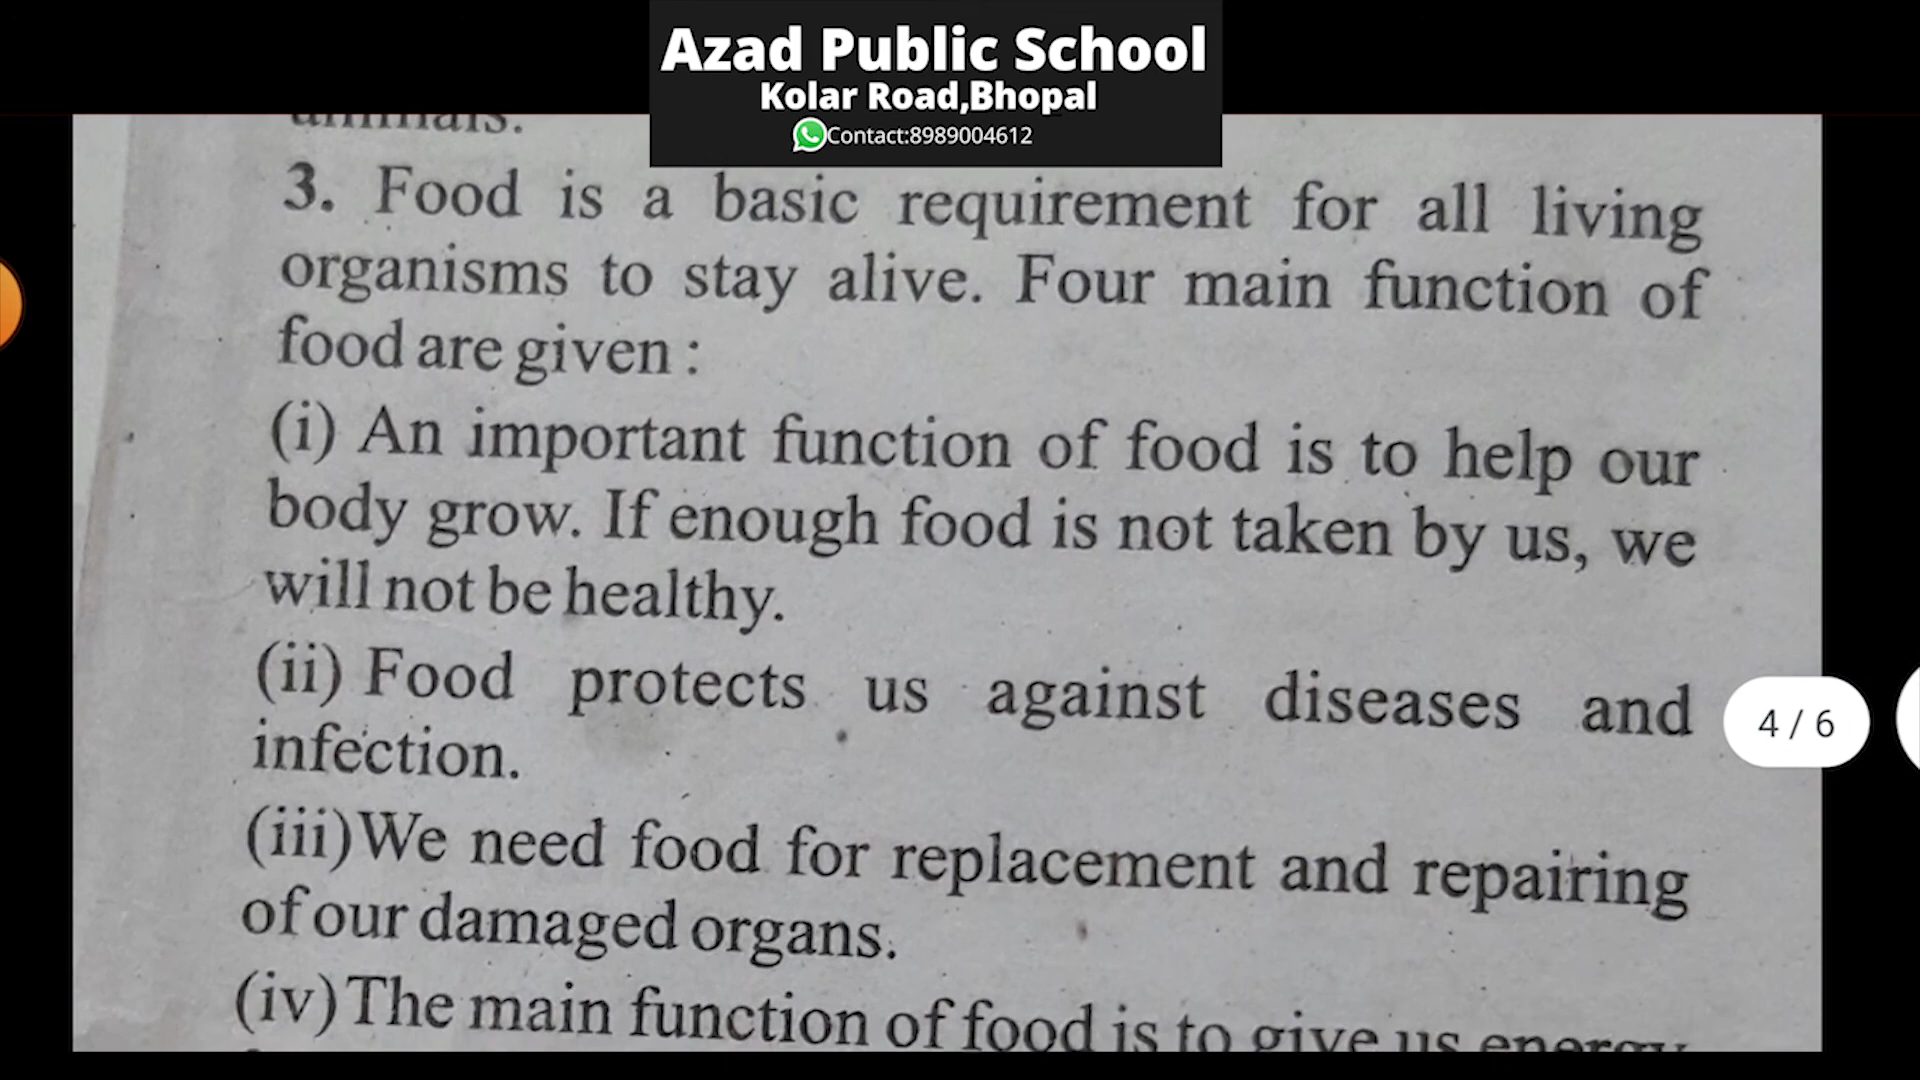 Azad Public School
Kolar Road,Bhopal
Contact:8989004612
animals.
3. Food is a basic requirement for all living
organisms to stay alive. Four main function of
food are given :
(i) An important function of food is to help our
body grow. If enough food is not taken by us, we
will not be healthy.
(ii) Food protects us against diseases and
infection.
4 / 6
(iii) We need food for replacement and repairing
of our damaged organs.
(iv) The main function of food is to give us energy